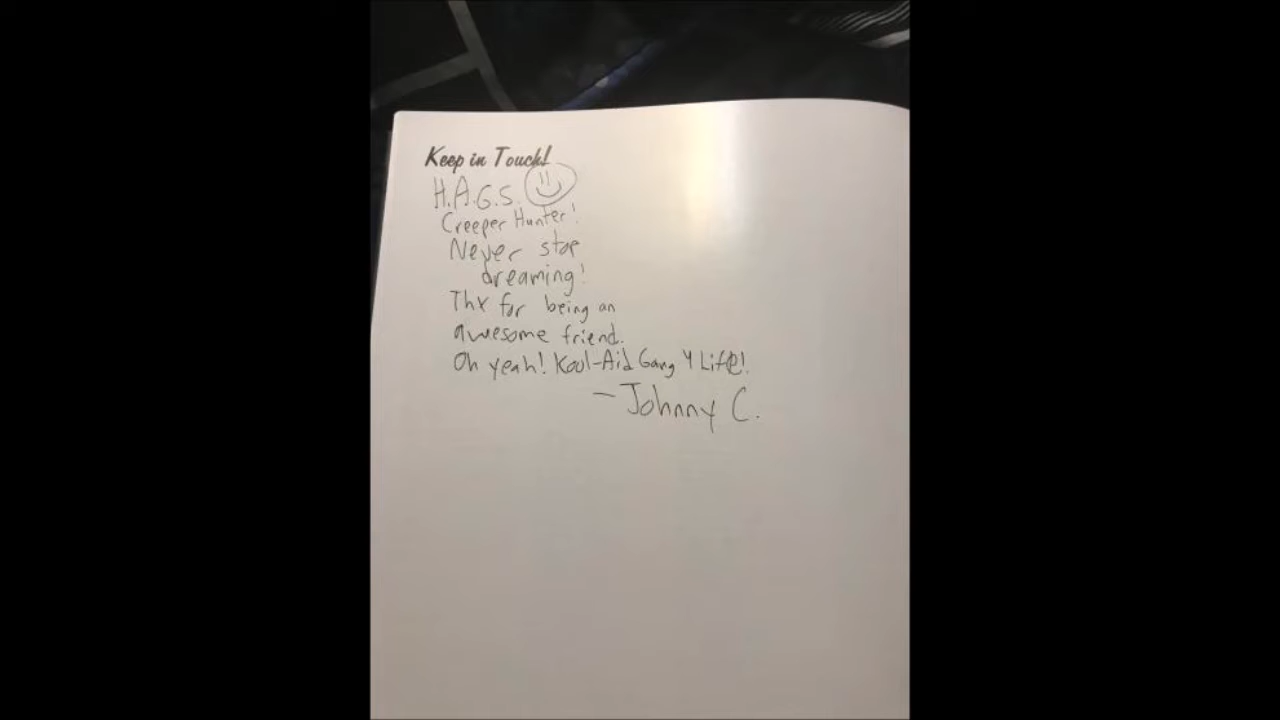 Keep in Touch!
H.A.G.S.
Creeper Hunter!
Never stop
dreaming!
Thx for being an
awesome friend.
Oh yeah! Kool-Aid Gang 4 Life!
- Johnny C.